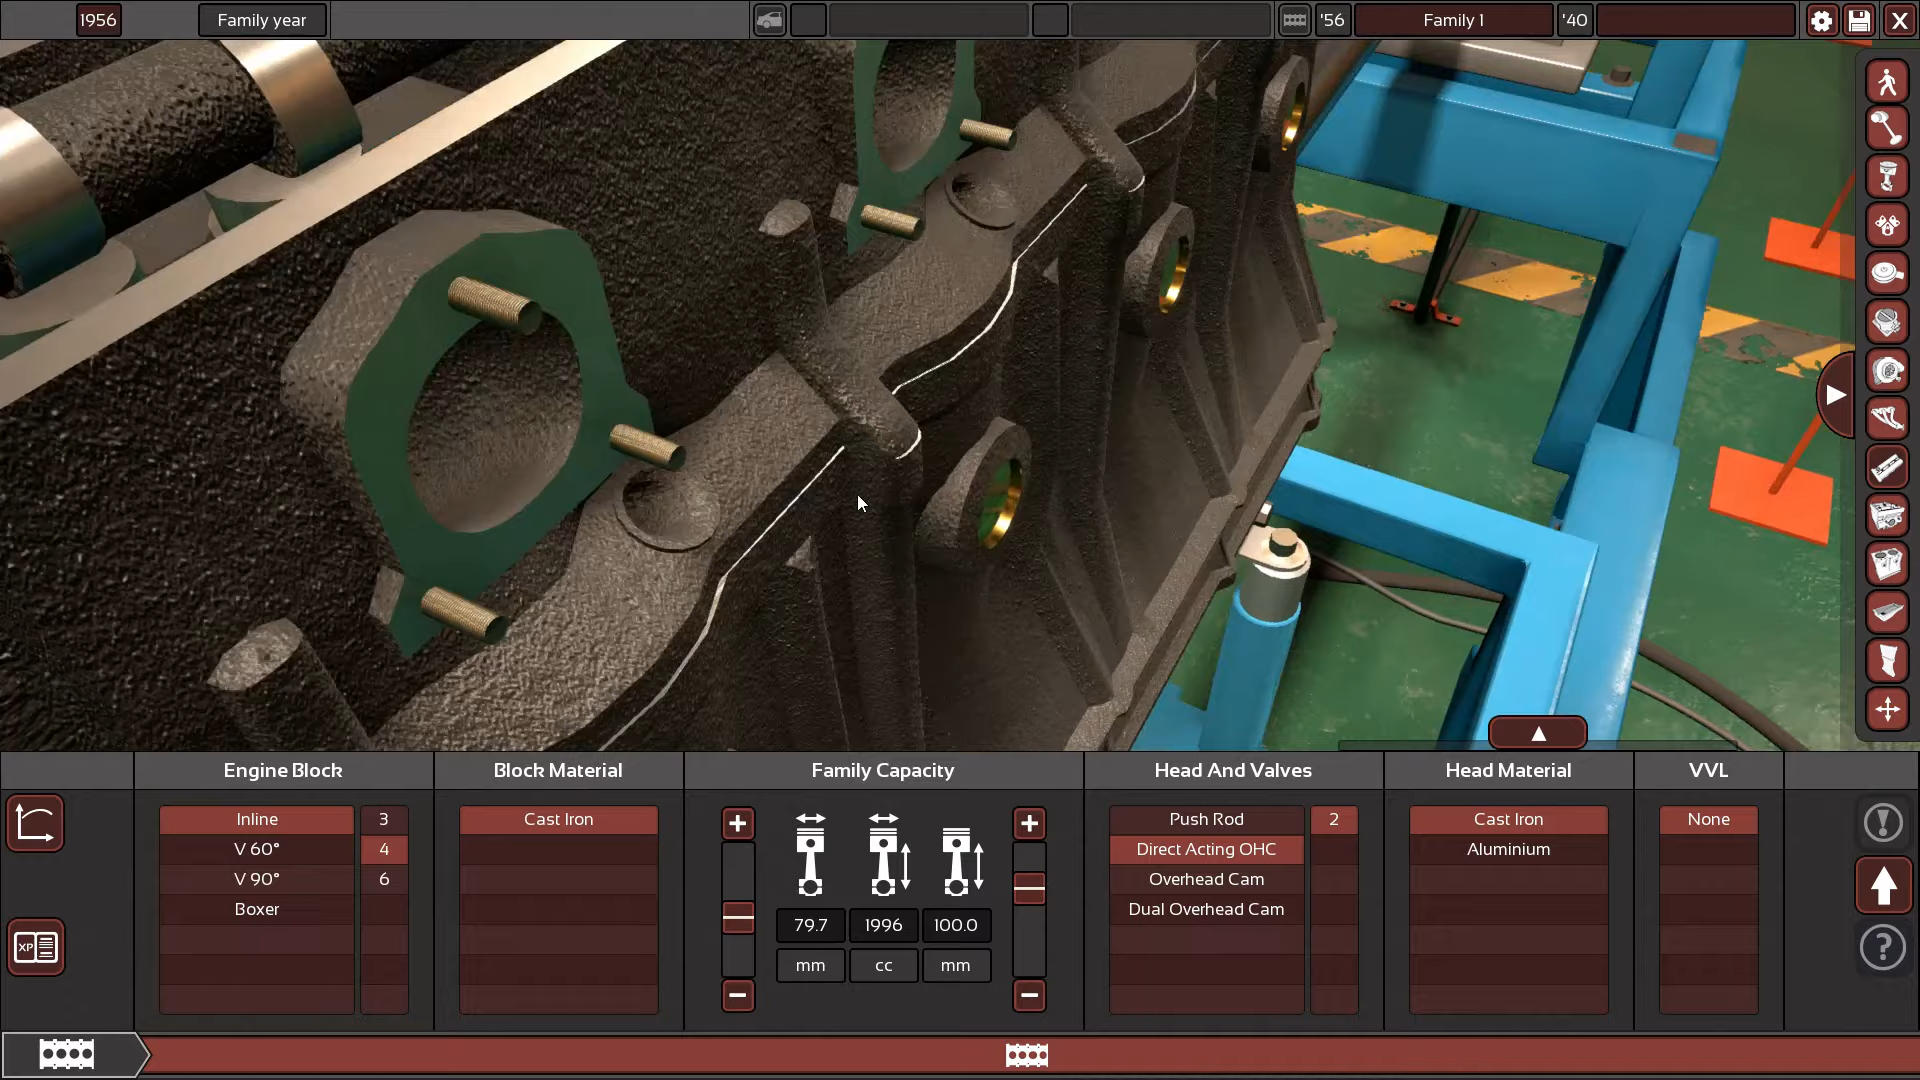 1956
Family year
'56
Family 1
'40
Engine Block
Block Material
Family Capacity
Head And Valves
Head Material
VVL
Inline
3
V 60°
4
V 90°
6
Boxer
Cast Iron
79.7
1996
100.0
mm
cc
mm
Push Rod
2
Direct Acting OHC
Overhead Cam
Dual Overhead Cam
Cast Iron
Aluminium
None
XP